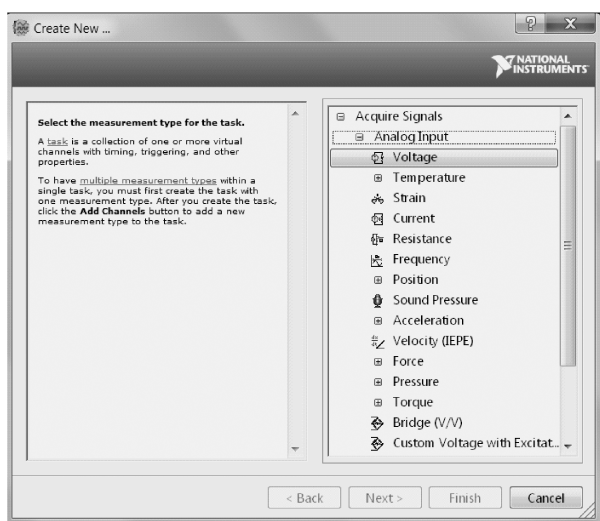 Create New ...
NATIONAL
INSTRUMENTS
Select the measurement type for the task.
A task is a collection of one or more virtual
channels with timing, triggering, and other
properties.
To have multiple measurement types within a
single task, you must first create the task with
one measurement type. After you create the task,
click the Add Channels button to add a new
measurement type to the task.
Acquire Signals
Analog Input
Voltage
Temperature
Strain
Current
Resistance
Frequency
Position
Sound Pressure
Acceleration
Velocity (IEPE)
Force
Pressure
Torque
Bridge (V/V)
Custom Voltage with Excitat...
< Back
Next >
Finish
Cancel